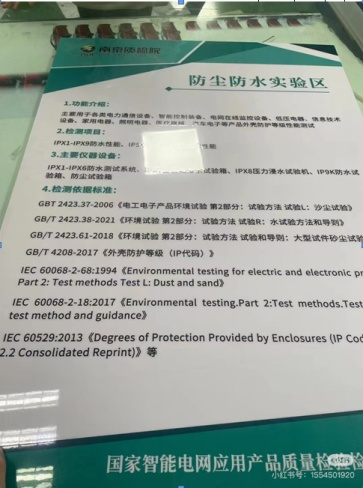 南京质检院
防尘防水实验区
1.功能介绍：
主要用于各类电力通信设备、智能控制装备、电网在线监控设备、低压电器、信息技术
设备、家用电器、照明电器、医疗器械、汽车电子等产品外壳防护等级性能测试
2.检测项目：
IPX1-IPX9防水性能、IP5 性能
3.主要仪器设备：
IPX1-IPX6防水测试系统、IP 试验箱、IPX8压力浸水试验机、IP9K防水试
验箱、防尘试验箱
4.检测依据标准：
GBT 2423.37-2006《电工电子产品环境试验 第2部分：试验方法 试验L：沙尘试验》
GB/T 2423.38-2021《环境试验 第2部分：试验方法 试验R：水试验方法和导则》
GB/T 2423.61-2018《环境试验 第2部分：试验方法 试验和导则：大型试件砂尘试验
GB/T 4208-2017《外壳防护等级（IP代码）》
IEC 60068-2-68:1994《Environmental testing for electric and electronic pr
Part 2: Test methods Test L: Dust and sand》
IEC 60068-2-18:2017《Environmental testing.Part 2:Test methods.Test
test method and guidance》
IEC 60529:2013《Degrees of Protection Provided by Enclosures (IP Cod
2.2 Consolidated Reprint)》等
国家智能电网应用产品质量检验检
小红书号：1554501920